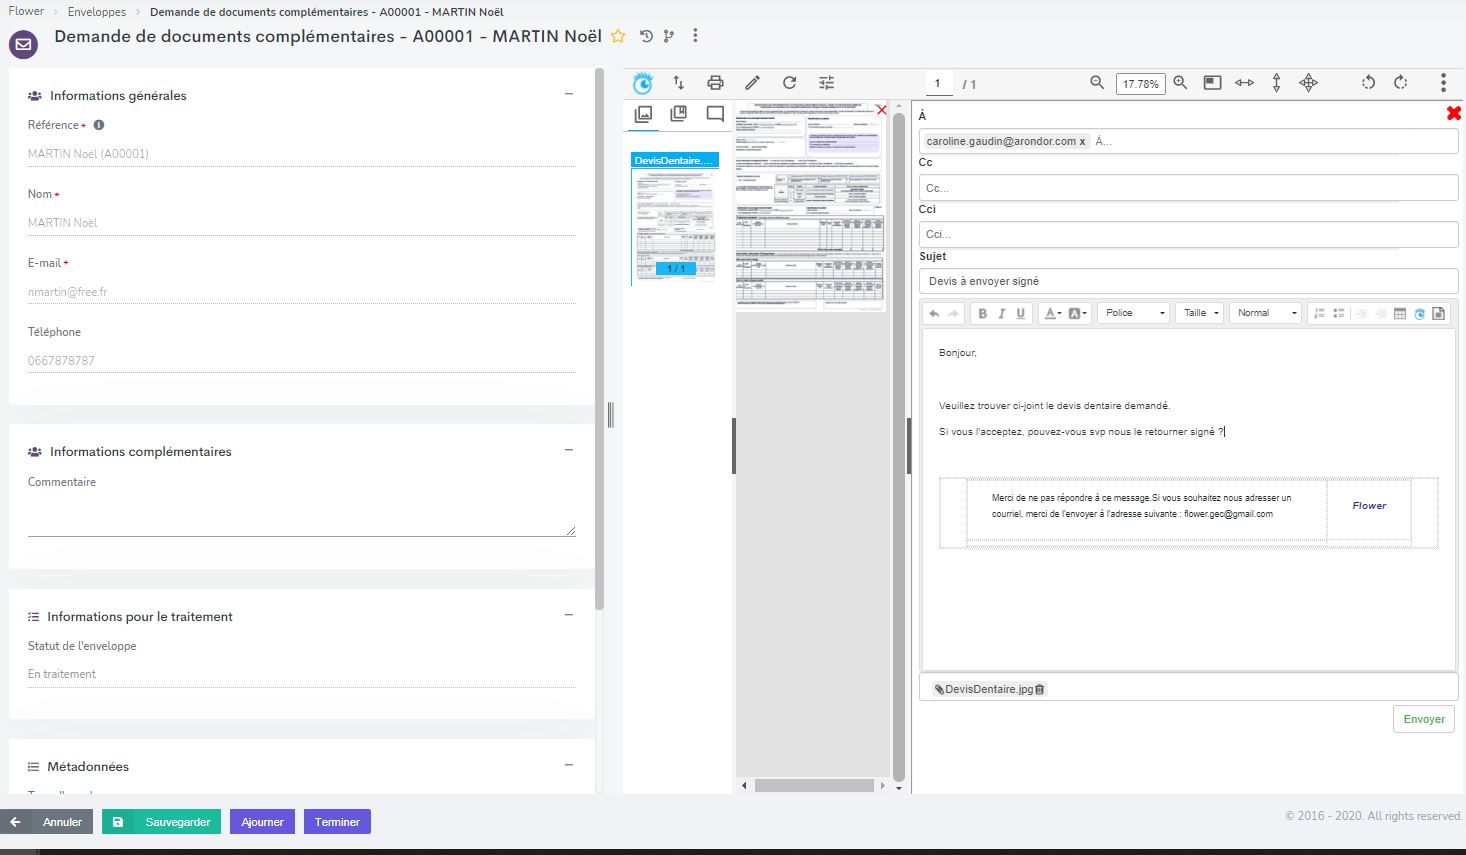 Flower > Enveloppes > Demande de documents complémentaires - A00001 - MARTIN Noël
Demande de documents complémentaires - A00001 - MARTIN Noël
Informations générales
Référence *
MARTIN Noël (A00001)
Nom *
MARTIN Noël
E-mail *
nmartin@free.fr
Téléphone
0667878787
Informations complémentaires
Commentaire
Informations pour le traitement
Statut de l'enveloppe
En traitement
Métadonnées
Annuler
Sauvegarder
Ajourner
Terminer
1 / 1
17.78%
DevisDentaire....
1 / 1
À
caroline.gaudin@arondor.com x À...
Cc
Cc...
Cci
Cci...
Sujet
Devis à envoyer signé
B I U A A Police Taille Normal
Bonjour,
Veuillez trouver ci-joint le devis dentaire demandé.
Si vous l'acceptez, pouvez-vous svp nous le retourner signé ?
Merci de ne pas répondre à ce message.Si vous souhaitez nous adresser un
courriel, merci de l'envoyer à l'adresse suivante : flower.gec@gmail.com
Flower
DevisDentaire.jpg
Envoyer
© 2016 - 2020. All rights reserved.